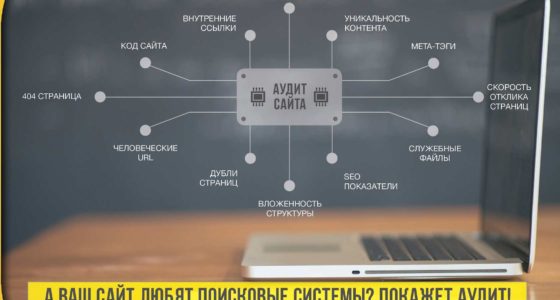 ВНУТРЕННИЕ
ССЫЛКИ
УНИКАЛЬНОСТЬ
КОНТЕНТА
КОД САЙТА
МЕТА-ТЭГИ
АУДИТ
САЙТА
404 СТРАНИЦА
СКОРОСТЬ
ОТКЛИКА
СТРАНИЦ
ЧЕЛОВЕЧЕСКИЕ
URL
СЛУЖЕБНЫЕ
ФАЙЛЫ
ДУБЛИ
СТРАНИЦ
SEO
ПОКАЗАТЕЛИ
ВЛОЖЕННОСТЬ
СТРУКТУРЫ
А ВАШ САЙТ ЛЮБЯТ ПОИСКОВЫЕ СИСТЕМЫ? ПОКАЖЕТ АУДИТ!